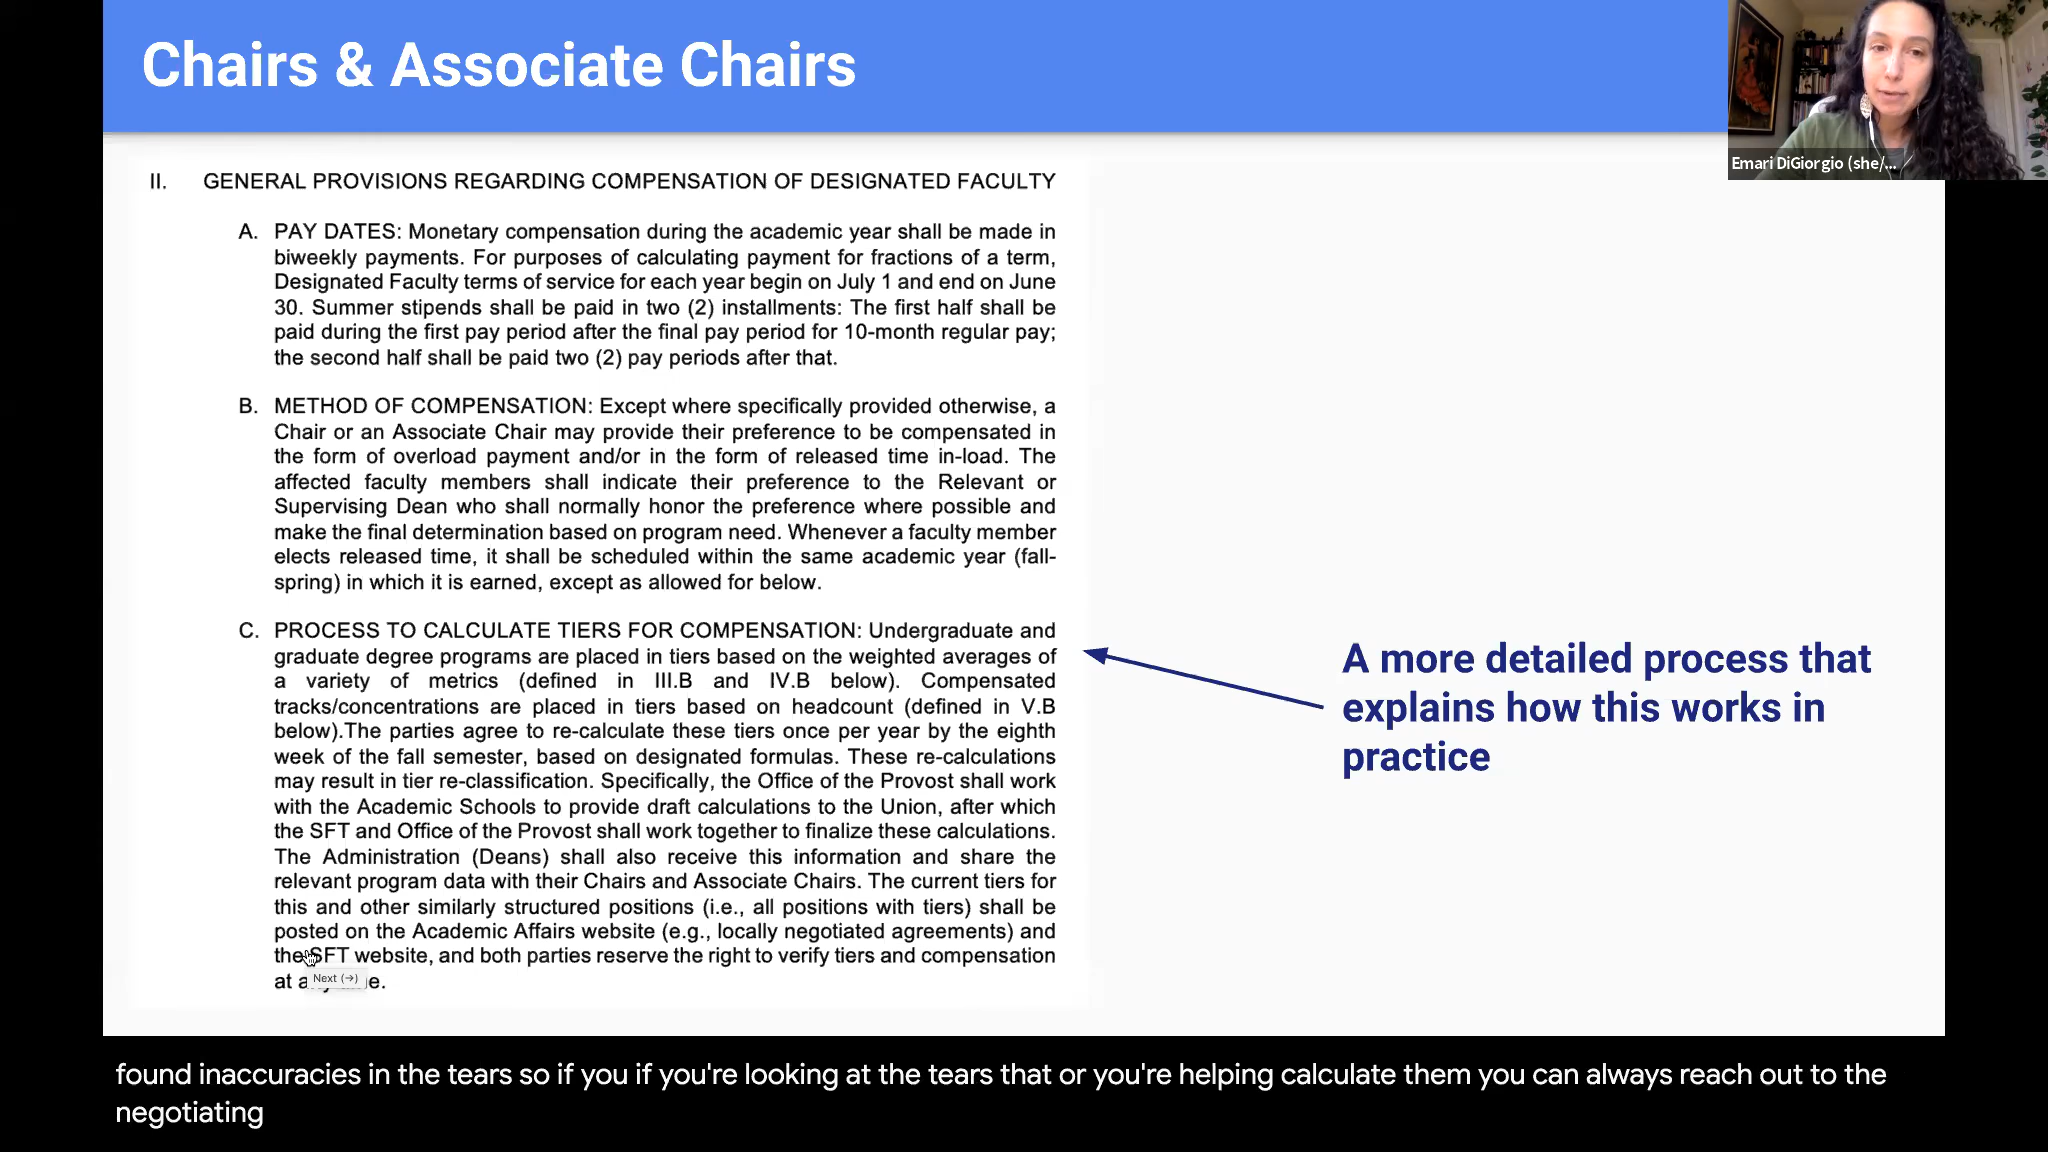 Chairs & Associate Chairs
Emari DiGiorgio (she/...
II. GENERAL PROVISIONS REGARDING COMPENSATION OF DESIGNATED FACULTY
A. PAY DATES: Monetary compensation during the academic year shall be made in
biweekly payments. For purposes of calculating payment for fractions of a term,
Designated Faculty terms of service for each year begin on July 1 and end on June
30. Summer stipends shall be paid in two (2) installments: The first half shall be
paid during the first pay period after the final pay period for 10-month regular pay;
the second half shall be paid two (2) pay periods after that.
B. METHOD OF COMPENSATION: Except where specifically provided otherwise, a
Chair or an Associate Chair may provide their preference to be compensated in
the form of overload payment and/or in the form of released time in-load. The
affected faculty members shall indicate their preference to the Relevant or
Supervising Dean who shall normally honor the preference where possible and
make the final determination based on program need. Whenever a faculty member
elects released time, it shall be scheduled within the same academic year (fall-
spring) in which it is earned, except as allowed for below.
C. PROCESS TO CALCULATE TIERS FOR COMPENSATION: Undergraduate and
graduate degree programs are placed in tiers based on the weighted averages of
a variety of metrics (defined in III.B and IV.B below). Compensated
tracks/concentrations are placed in tiers based on headcount (defined in V.B
below).The parties agree to re-calculate these tiers once per year by the eighth
week of the fall semester, based on designated formulas. These re-calculations
may result in tier re-classification. Specifically, the Office of the Provost shall work
with the Academic Schools to provide draft calculations to the Union, after which
the SFT and Office of the Provost shall work together to finalize these calculations.
The Administration (Deans) shall also receive this information and share the
relevant program data with their Chairs and Associate Chairs. The current tiers for
this and other similarly structured positions (i.e., all positions with tiers) shall be
posted on the Academic Affairs website (e.g., locally negotiated agreements) and
the SFT website, and both parties reserve the right to verify tiers and compensation
at
Next (→)
A more detailed process that
explains how this works in
practice
found inaccuracies in the tears so if you if you're looking at the tears that or you're helping calculate them you can always reach out to the
negotiating